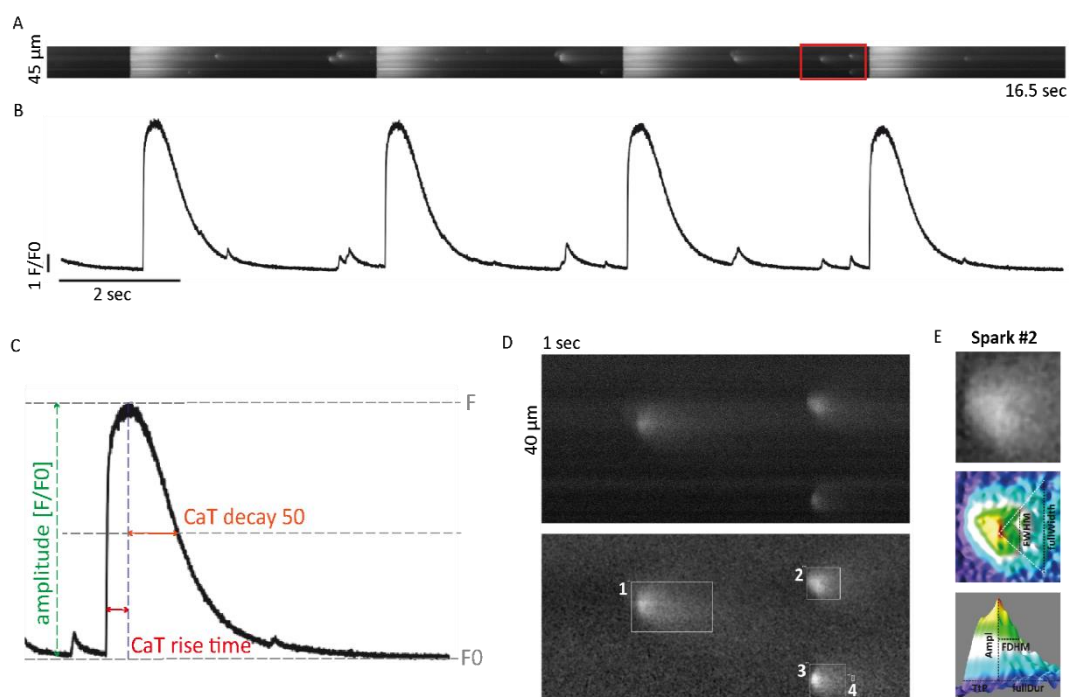 A
45 µm
16.5 sec
B
1 F/F0
2 sec
C
F
amplitude [F/F0]
CaT decay 50
CaT rise time
F0
D
1 sec
40 µm
1
2
3
4
E
Spark #2
FWHM
fullWidth
Ampl
FDHM
TtP
fullDur